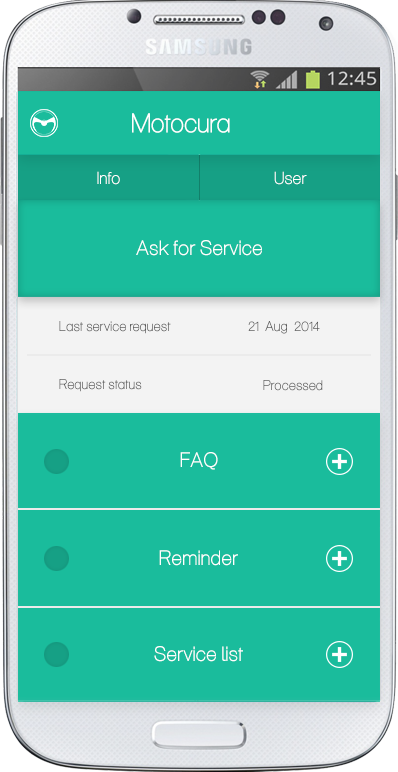 SAMSUNG
12:45
Motocura
Info User
Ask for Service
Last service request 21 Aug 2014
Request status Processed
FAQ
Reminder
Service list